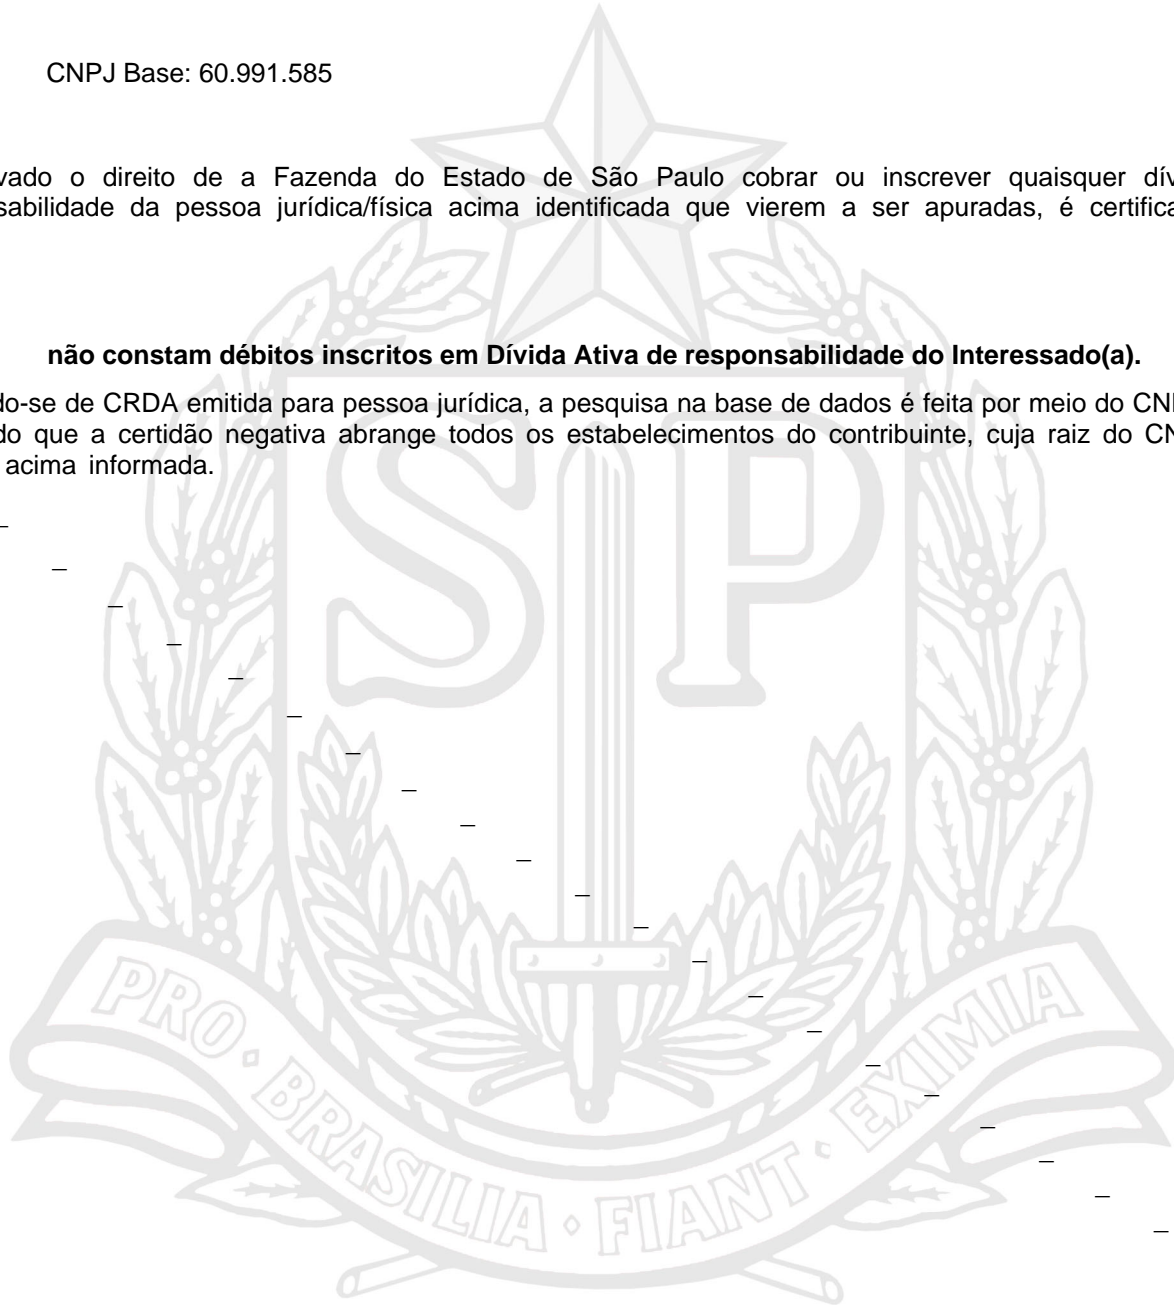 CNPJ Base: 60.991.585
vado o direito de a Fazenda do Estado de São Paulo cobrar ou inscrever quaisquer dív
sabilidade da pessoa jurídica/física acima identificada que vierem a ser apuradas, é certifica
não constam débitos inscritos em Dívida Ativa de responsabilidade do Interessado(a).
do-se de CRDA emitida para pessoa jurídica, a pesquisa na base de dados é feita por meio do CN
do que a certidão negativa abrange todos os estabelecimentos do contribuinte, cuja raiz do CN
acima informada.
SP
PRO • BRASILIA • FIANT • EXIMIA